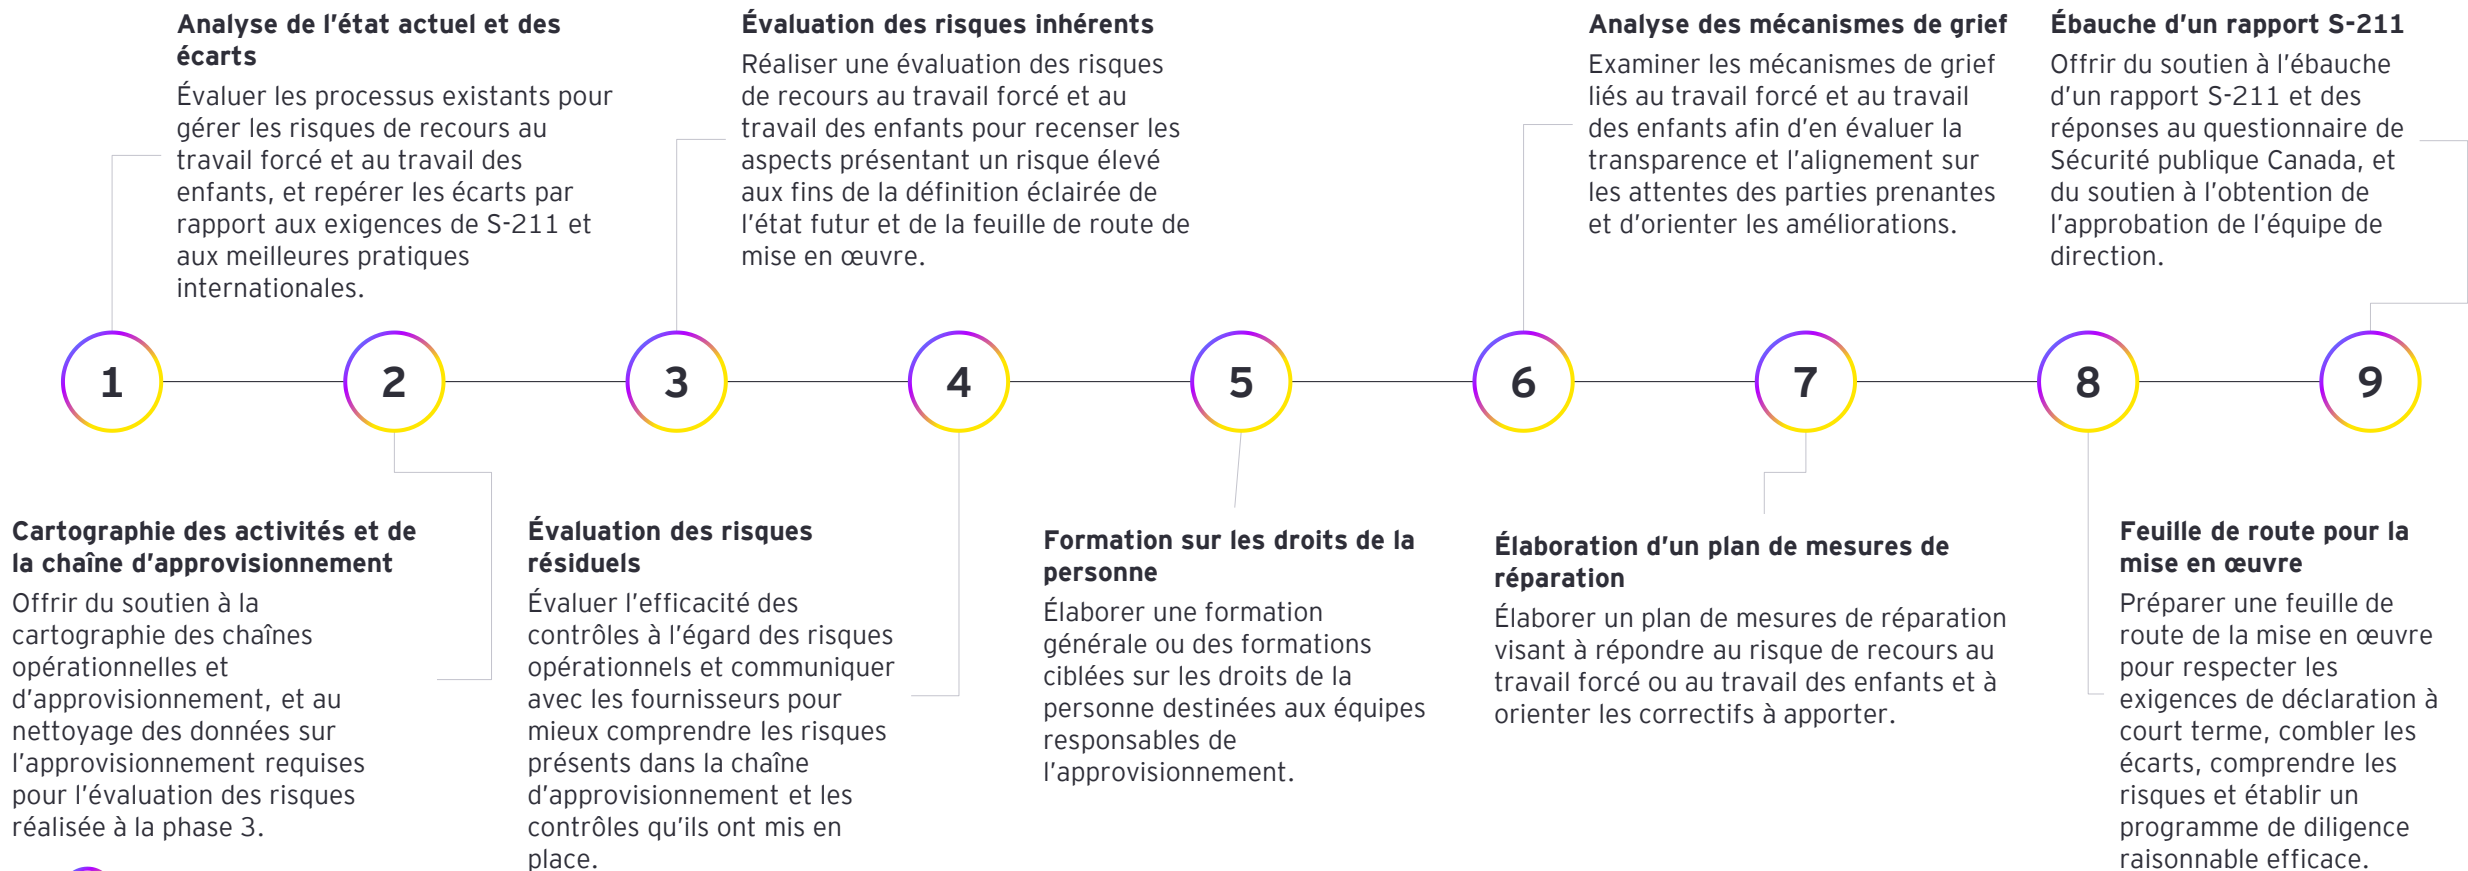 Analyse de l'état actuel et des
écarts
Évaluer les processus existants pour
gérer les risques de recours au
travail forcé et au travail des
enfants, et repérer les écarts par
rapport aux exigences de S-211 et
aux meilleures pratiques
internationales.
Évaluation des risques inhérents
Réaliser une évaluation des risques
de recours au travail forcé et au
travail des enfants pour recenser les
aspects présentant un risque élevé
aux fins de la définition éclairée de
l'état futur et de la feuille de route de
mise en œuvre.
Analyse des mécanismes de grief
Examiner les mécanismes de grief
liés au travail forcé et au travail
des enfants afin d'en évaluer la
transparence et l'alignement sur
les attentes des parties prenantes
et d'orienter les améliorations.
Ébauche d'un rapport S-211
Offrir du soutien à l'ébauche
d'un rapport S-211 et des
réponses au questionnaire de
Sécurité publique Canada, et
du soutien à l'obtention de
l'approbation de l'équipe de
direction.
1
2
3
4
5
6
7
8
9
Cartographie des activités et de
la chaîne d'approvisionnement
Offrir du soutien à la
cartographie des chaînes
opérationnelles et
d'approvisionnement, et au
nettoyage des données sur
l'approvisionnement requises
pour l'évaluation des risques
réalisée à la phase 3.
Évaluation des risques
résiduels
Évaluer l'efficacité des
contrôles à l'égard des risques
opérationnels et communiquer
avec les fournisseurs pour
mieux comprendre les risques
présents dans la chaîne
d'approvisionnement et les
contrôles qu'ils ont mis en
place.
Formation sur les droits de la
personne
Élaborer une formation
générale ou des formations
ciblées sur les droits de la
personne destinées aux équipes
responsables de
l'approvisionnement.
Élaboration d'un plan de mesures de
réparation
Élaborer un plan de mesures de réparation
visant à répondre au risque de recours au
travail forcé ou au travail des enfants et à
orienter les correctifs à apporter.
Feuille de route pour la
mise en œuvre
Préparer une feuille de
route de la mise en œuvre
pour respecter les
exigences de déclaration à
court terme, combler les
écarts, comprendre les
risques et établir un
programme de diligence
raisonnable efficace.